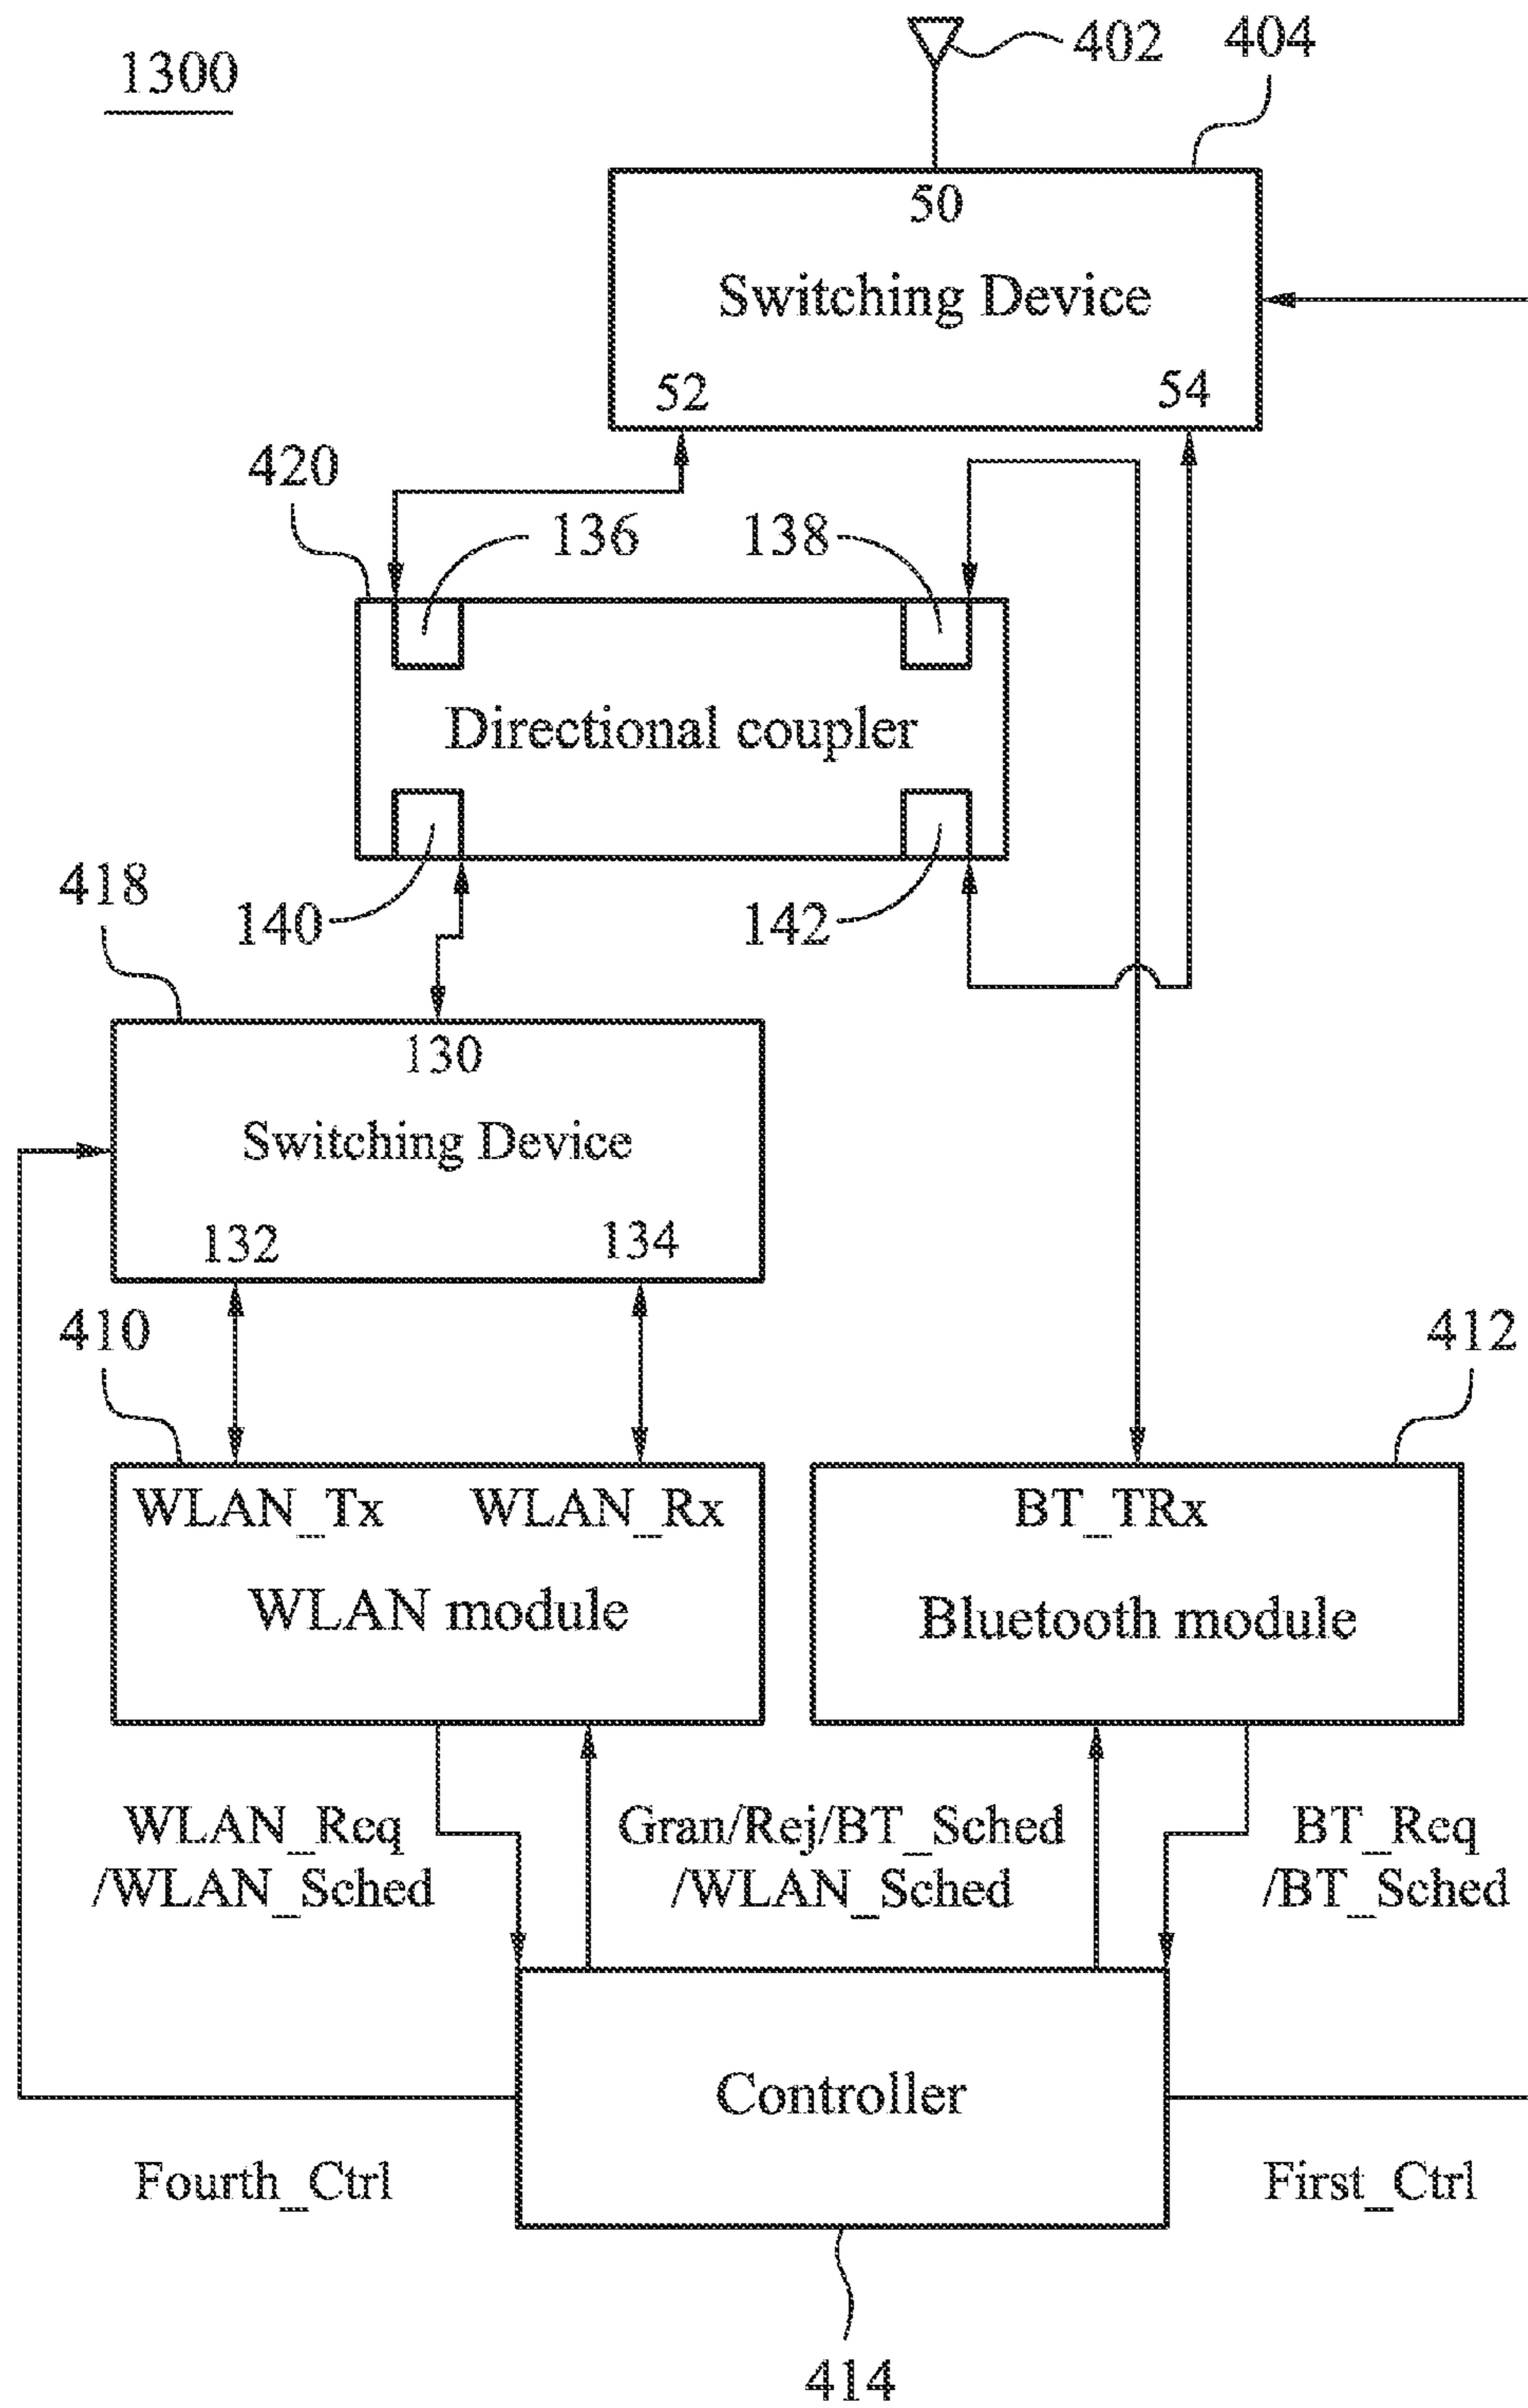 1300
402
404
50
Switching Device
52
54
420
136
138
Directional coupler
140
142
418
130
Switching Device
132
134
410
412
WLAN_Tx
WLAN_Rx
BT_TRx
WLAN module
Bluetooth module
WLAN_Req
/WLAN_Sched
Gran/Rej/BT_Sched
/WLAN_Sched
BT_Req
/BT_Sched
Controller
Fourth_Ctrl
First_Ctrl
414